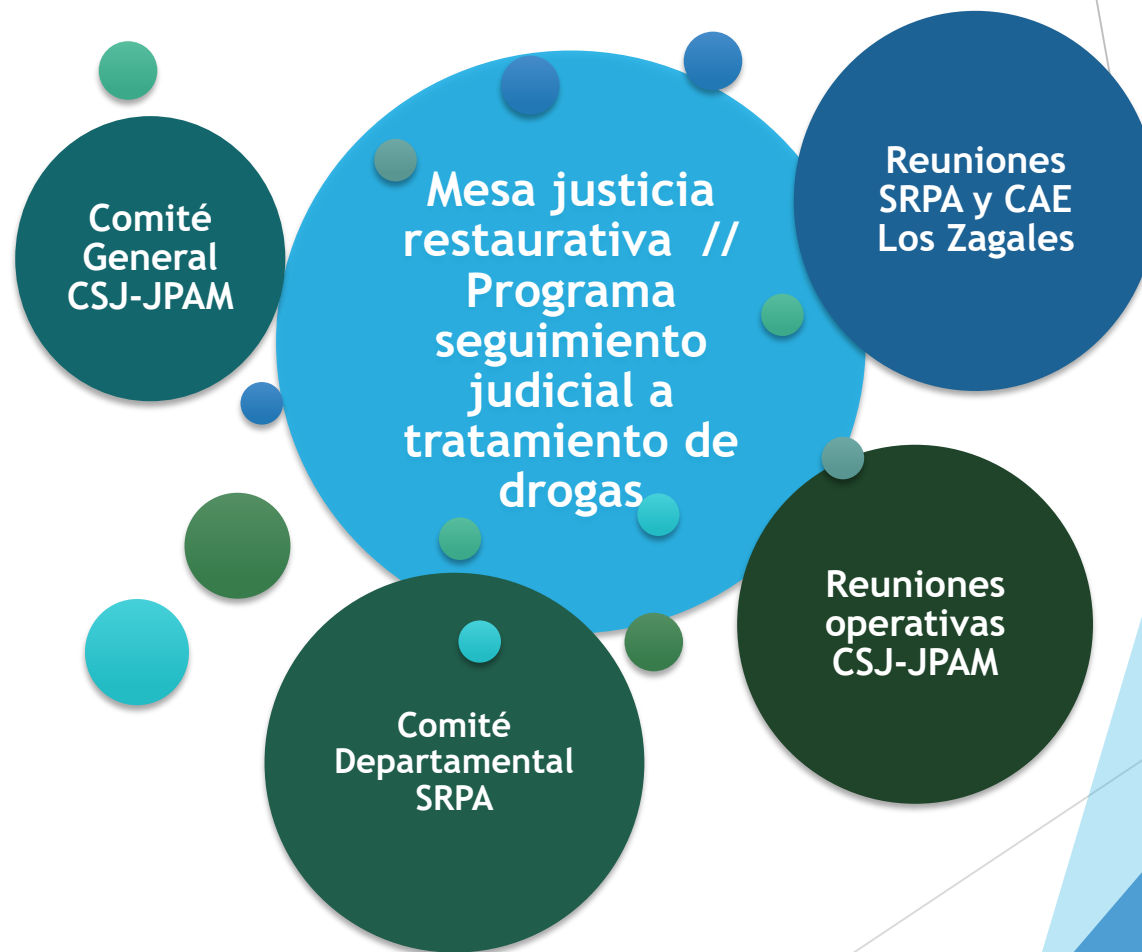 Comité
General
CSJ-JPAM
Mesa justicia
restaurativa //
Programa
seguimiento
judicial a
tratamiento de
drogas
Reuniones
SRPA y CAE
Los Zagales
Reuniones
operativas
CSJ-JPAM
Comité
Departamental
SRPA